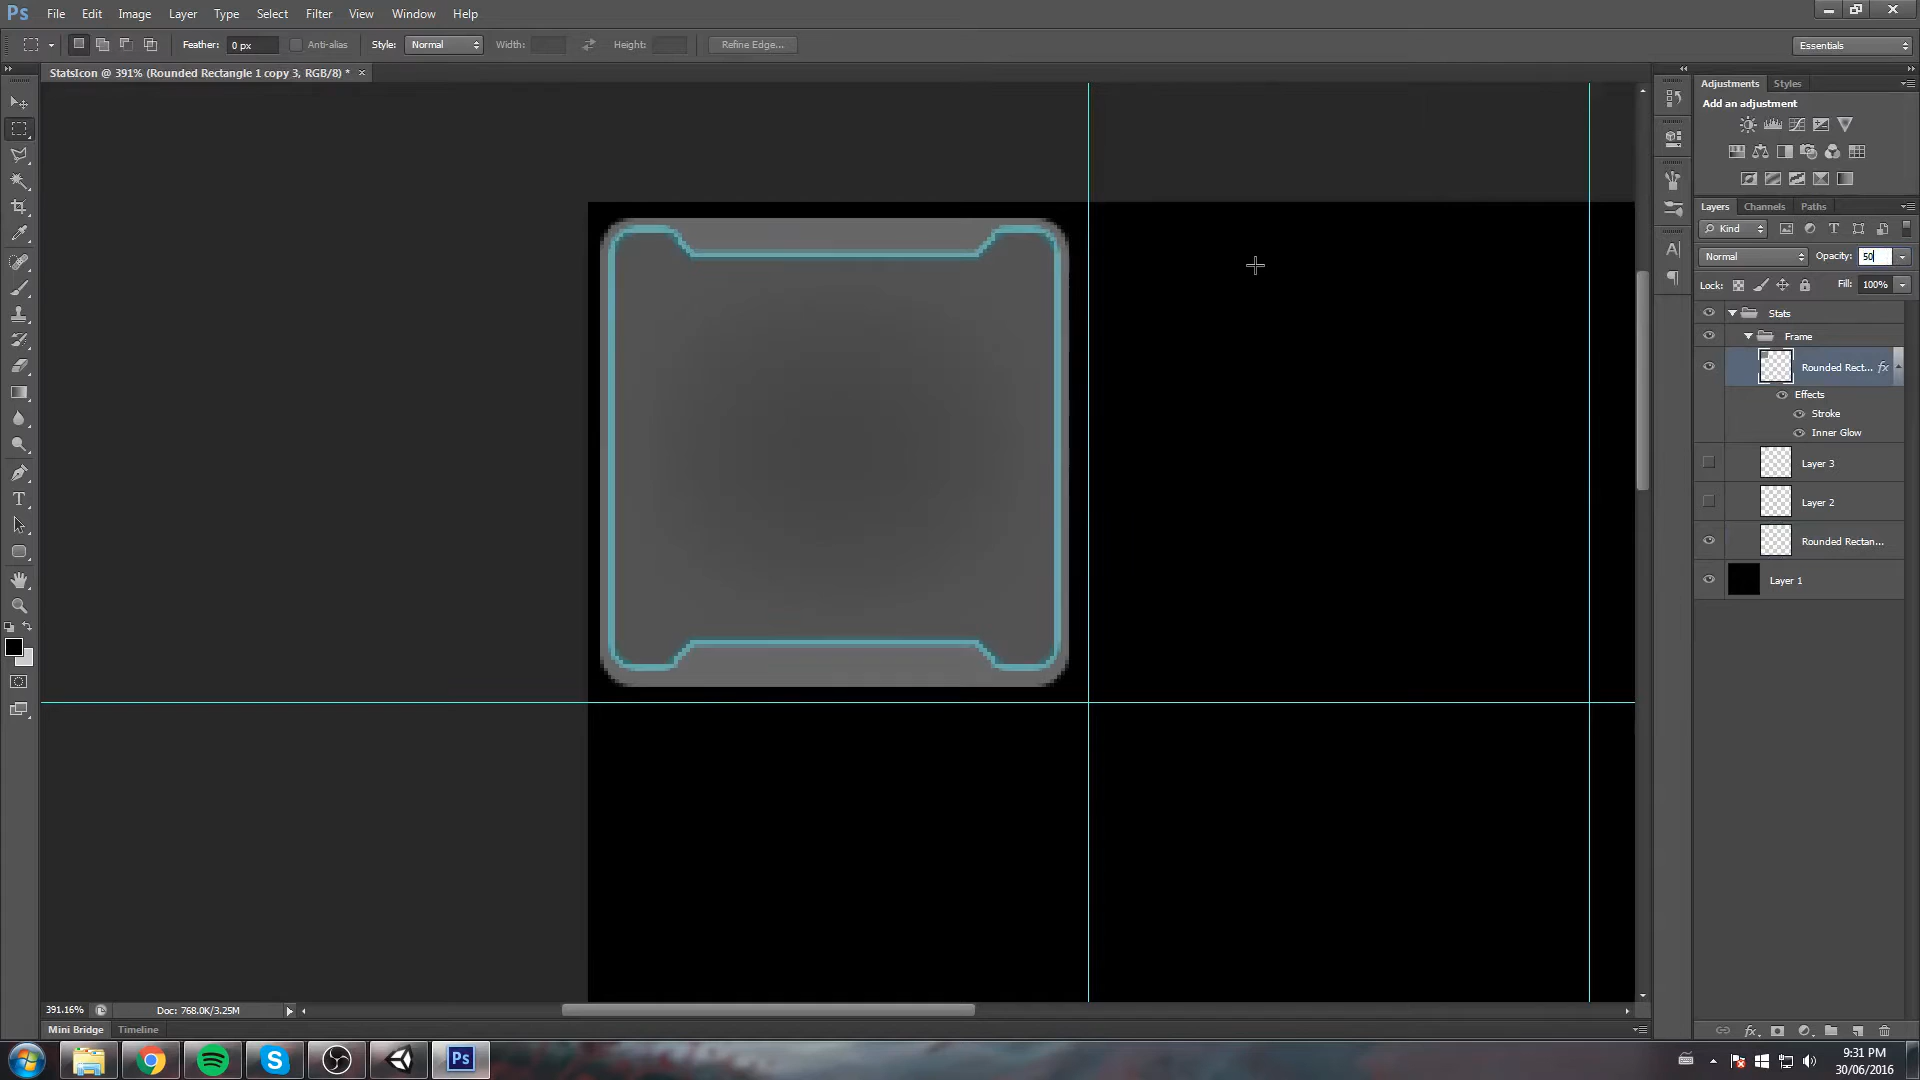 Ps File Edit Image Layer Type Select Filter Extract View Window Help
Feather: 0 px Anti-alias Style: Normal Width: Height: Refine Edge... Essentials
StatsIcon @ 391% (Rounded Rectangle 1 copy 3, RGB/8) * ×
Adjustments Styles
Add an adjustment
Layers Channels Paths
Kind
Normal Opacity: 50
Lock: Fill: 100%
Stats
Frame
Rounded Rect... fx
Effects
Stroke
Inner Glow
Layer 3
Layer 2
Rounded Rectan...
Layer 1
391.16% Doc: 768.0K/3.25M
Mini Bridge Timeline
Ps
9:31 PM
30/06/2016